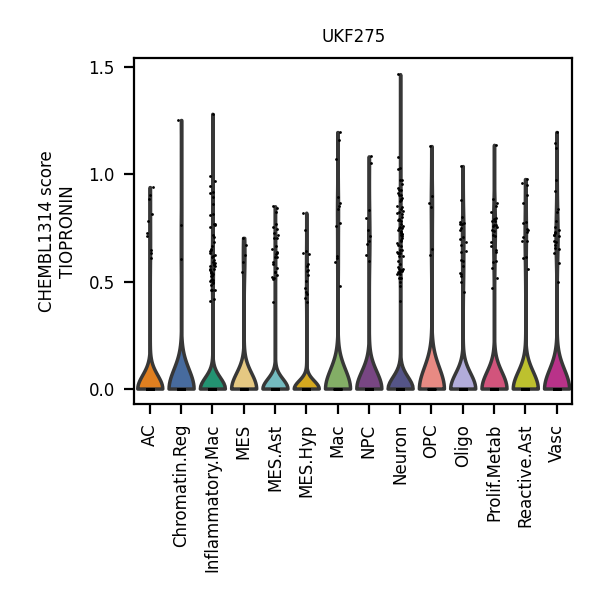 UKF275
CHEMBL1314 score
TIOPRONIN
1.5
1.0
0.5
0.0
AC
Chromatin.Reg
Inflammatory.Mac
MES
MES.Ast
MES.Hyp
Mac
NPC
Neuron
OPC
Oligo
Prolif.Metab
Reactive.Ast
Vasc